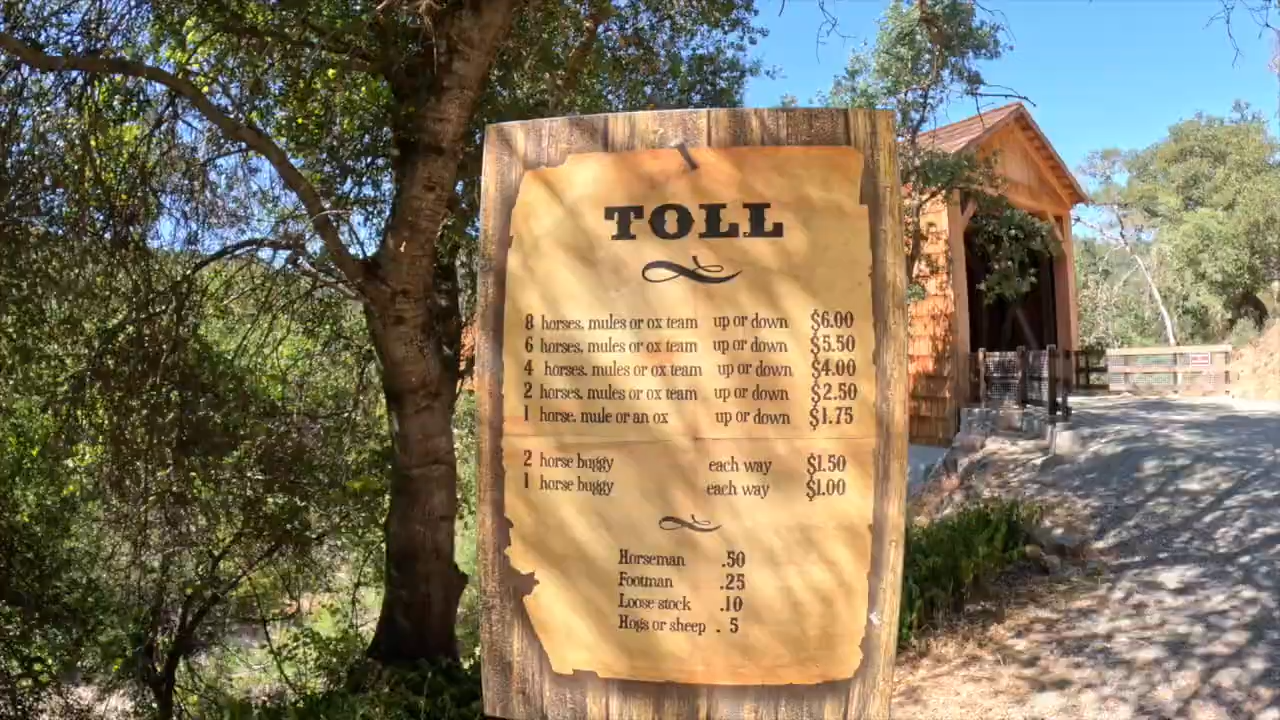 TOLL
8 horses, mules or ox team up or down $6.00
6 horses, mules or ox team up or down $5.50
4 horses, mules or ox team up or down $4.00
2 horses, mules or ox team up or down $2.50
1 horse, mule or an ox up or down $1.75
2 horse buggy each way $1.50
1 horse buggy each way $1.00
Horseman .50
Footman .25
Loose stock .10
Hogs or sheep . 5